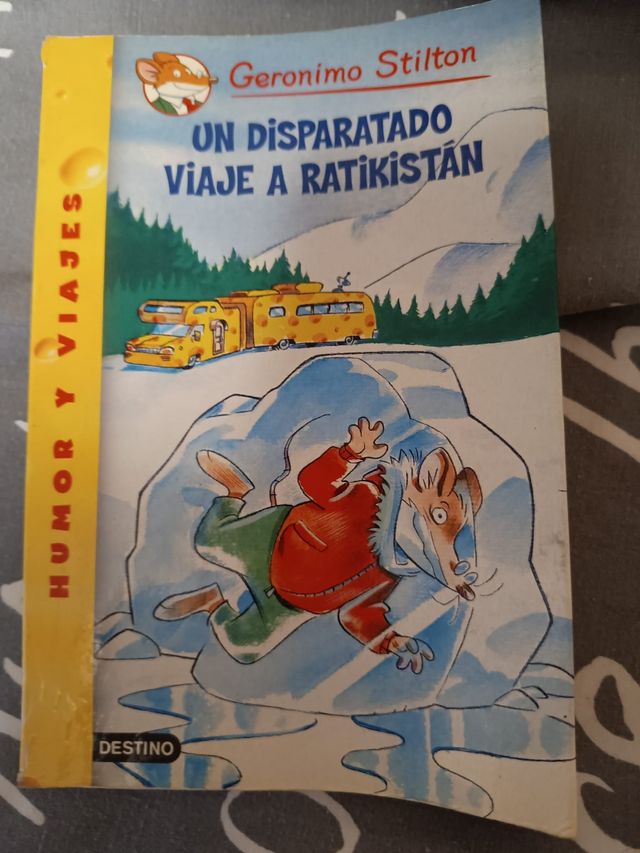 Geronimo Stilton
UN DISPARATADO
VIAJE A RATIKISTÁN
HUMOR Y VIAJES
DESTINO